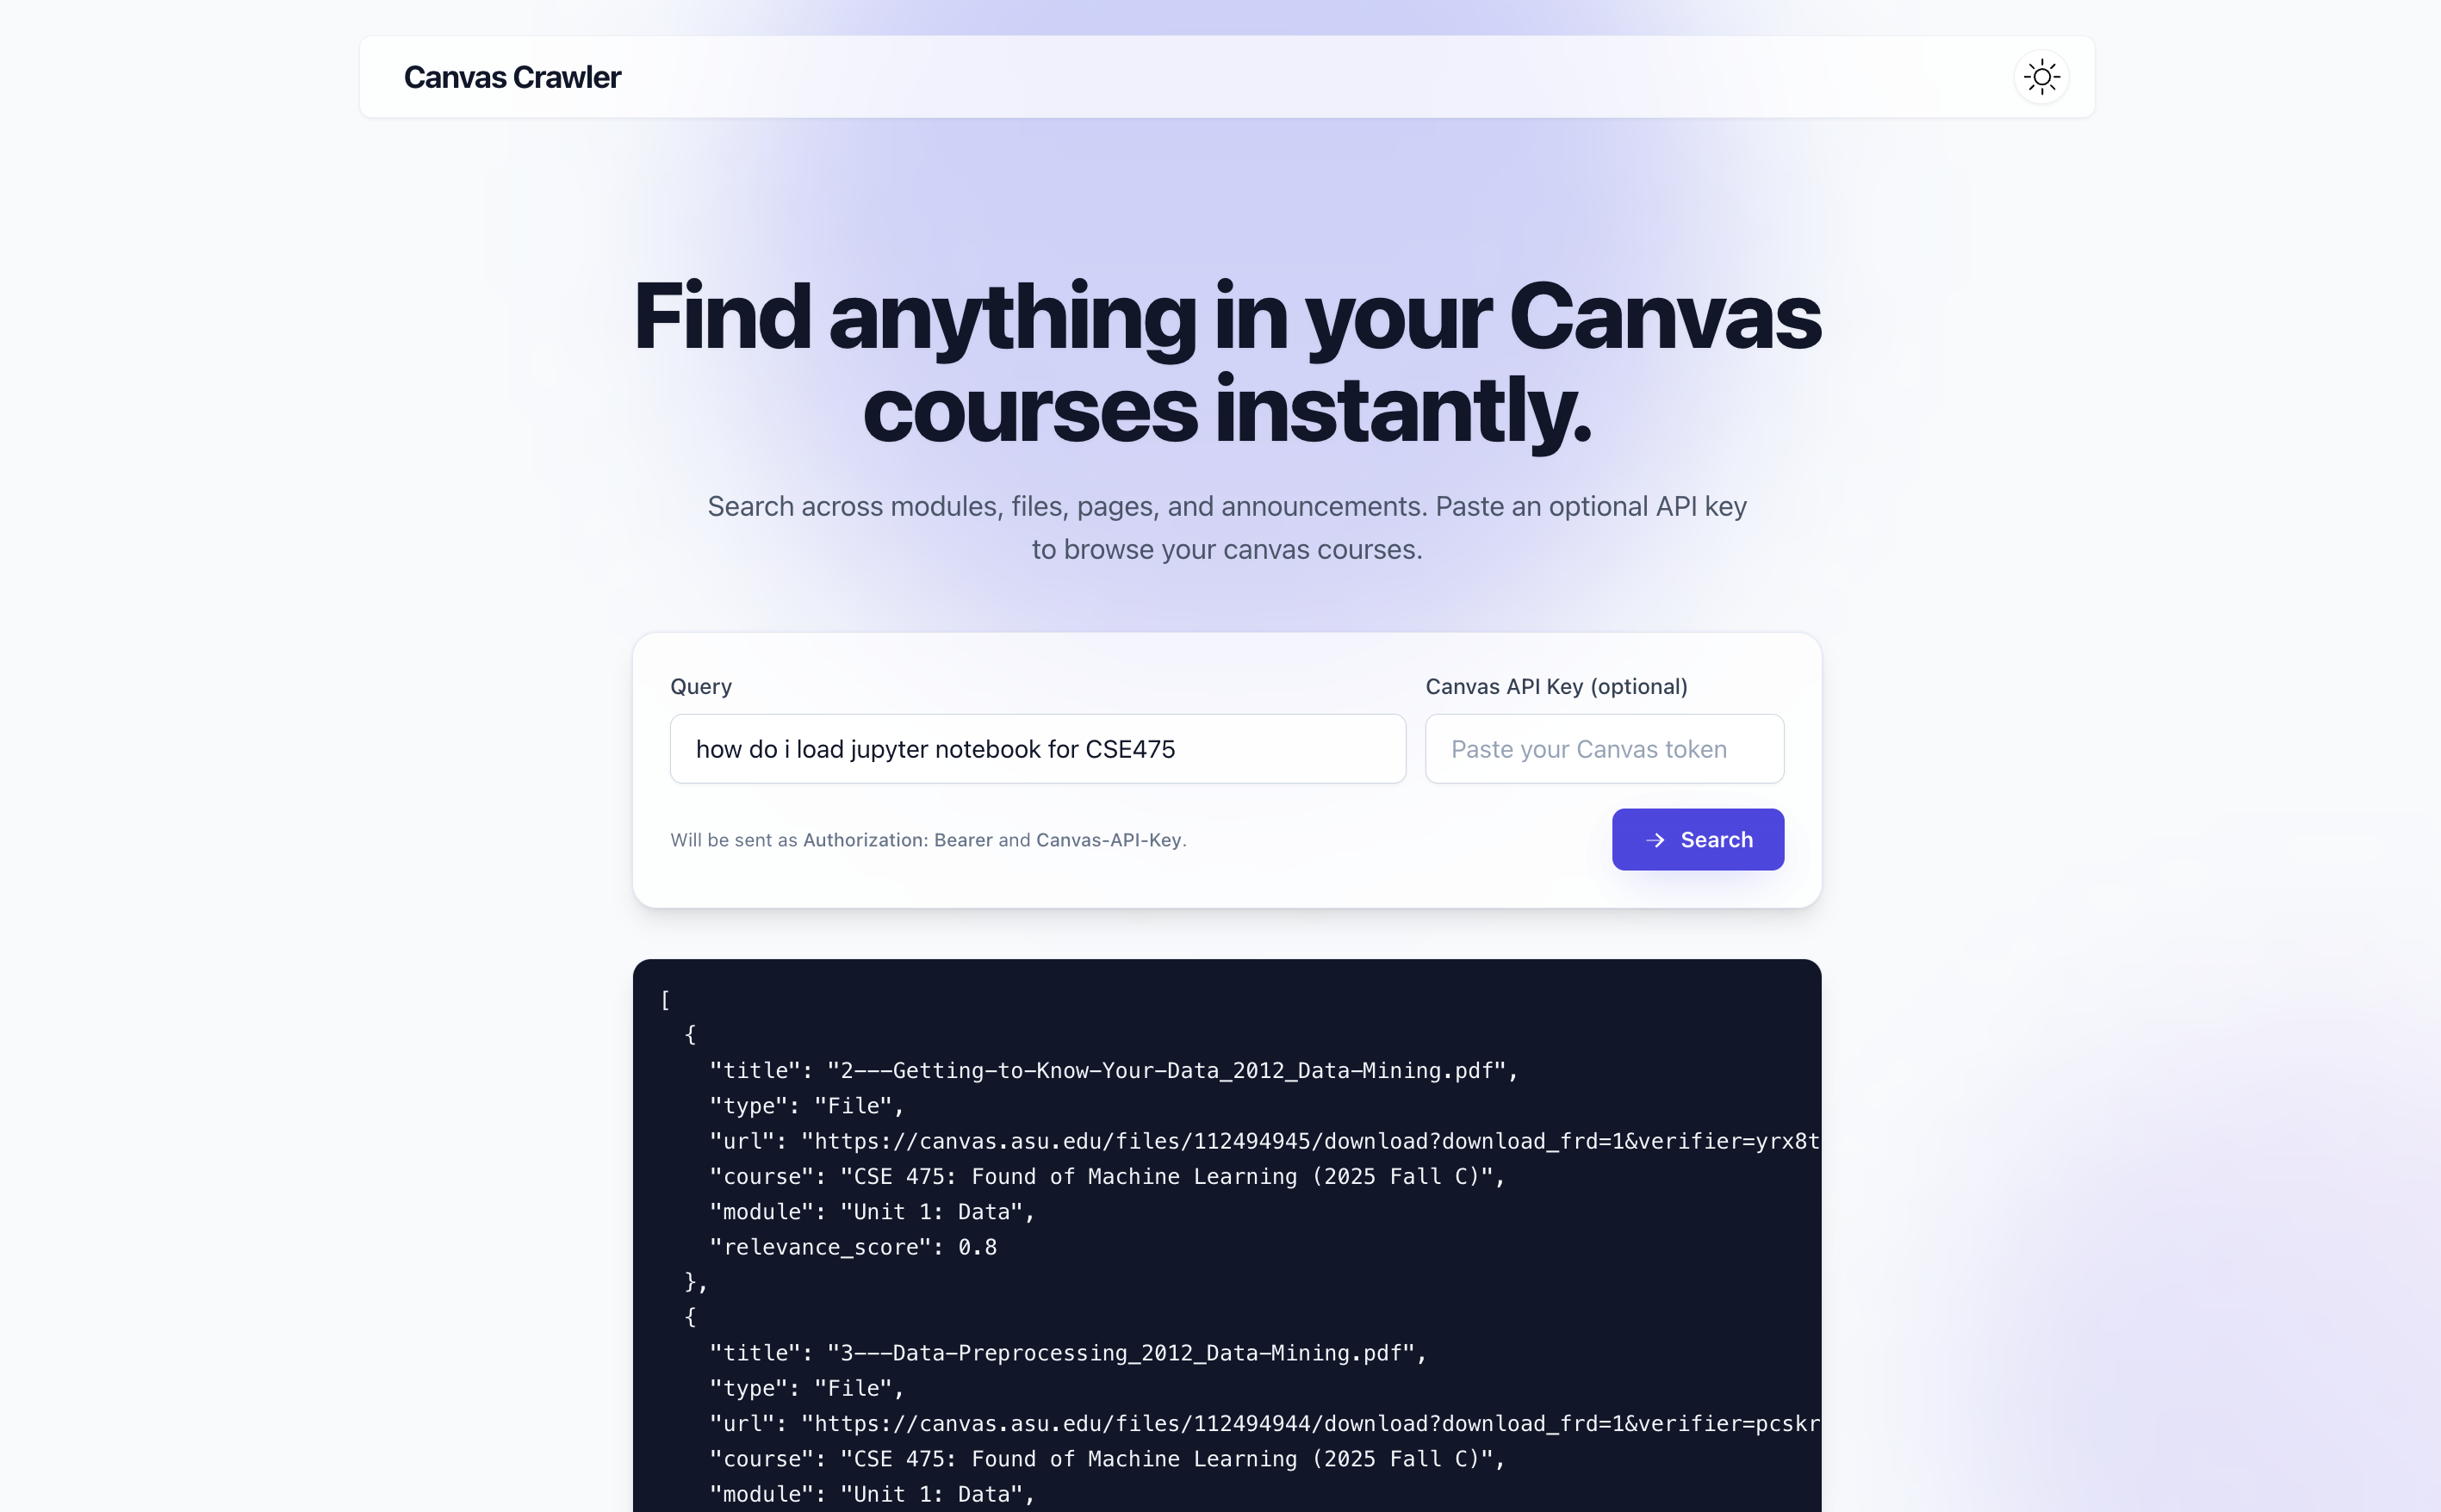 Canvas Crawler
Find anything in your Canvas
courses instantly.
Search across modules, files, pages, and announcements. Paste an optional API key
to browse your canvas courses.
Query
Canvas API Key (optional)
how do i load jupyter notebook for CSE475
Paste your Canvas token
Will be sent as Authorization: Bearer and Canvas-API-Key.
Search
[
{
"title": "2---Getting-to-Know-Your-Data_2012_Data-Mining.pdf",
"type": "File",
"url": "https://canvas.asu.edu/files/112494945/download?download_frd=1&verifier=yrx8t
"course": "CSE 475: Found of Machine Learning (2025 Fall C)",
"module": "Unit 1: Data",
"relevance_score": 0.8
},
{
"title": "3---Data-Preprocessing_2012_Data-Mining.pdf",
"type": "File",
"url": "https://canvas.asu.edu/files/112494944/download?download_frd=1&verifier=pcskr
"course": "CSE 475: Found of Machine Learning (2025 Fall C)",
"module": "Unit 1: Data",